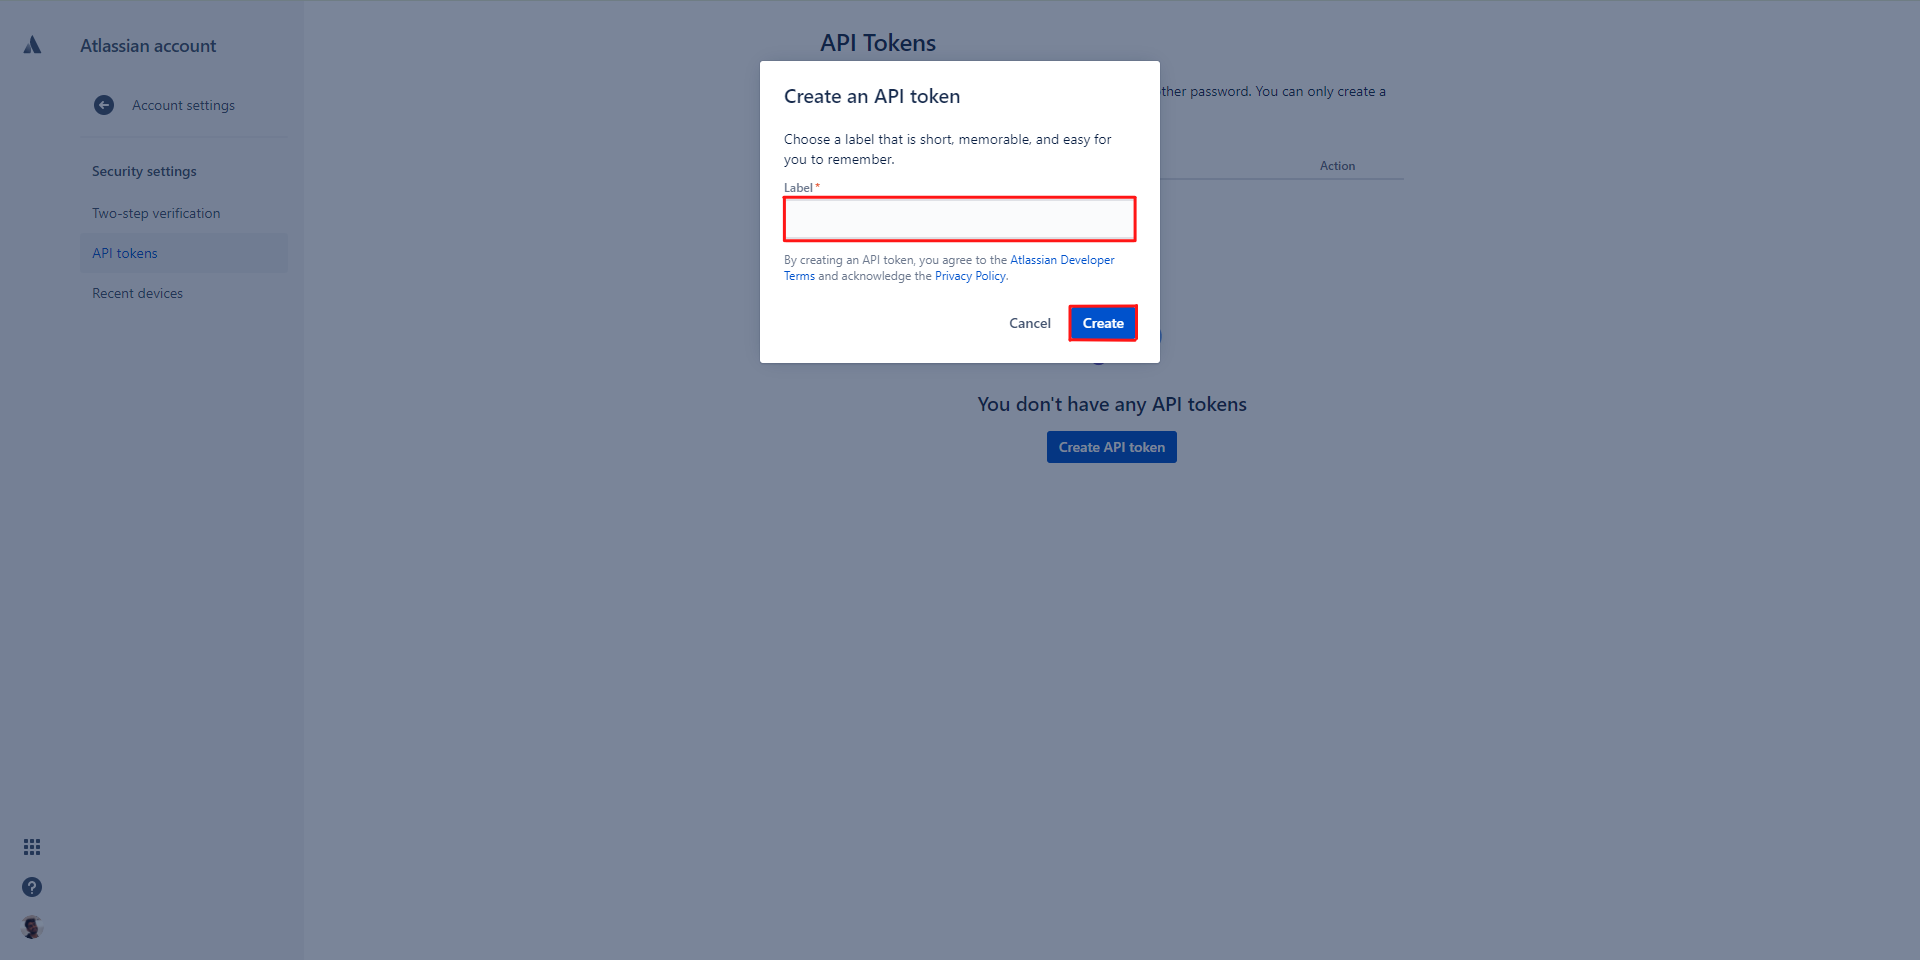 Atlassian account
Account settings
Security settings
Two-step verification
API tokens
Recent devices
API Tokens
ther password. You can only create a
Action
Create an API token
Choose a label that is short, memorable, and easy for
you to remember.
Label*
By creating an API token, you agree to the Atlassian Developer
Terms and acknowledge the Privacy Policy.
Cancel
Create
You don't have any API tokens
Create API token